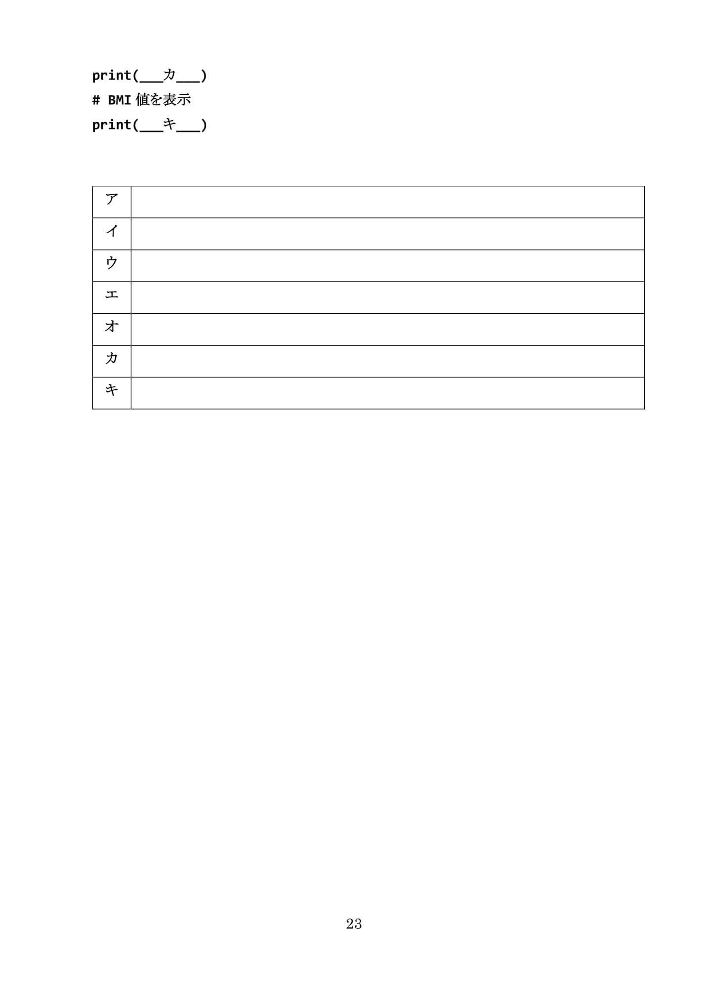 print(___カ___)
# BMI 値を表示
print(___キ___)
ア
イ
ウ
エ
オ
カ
キ
23